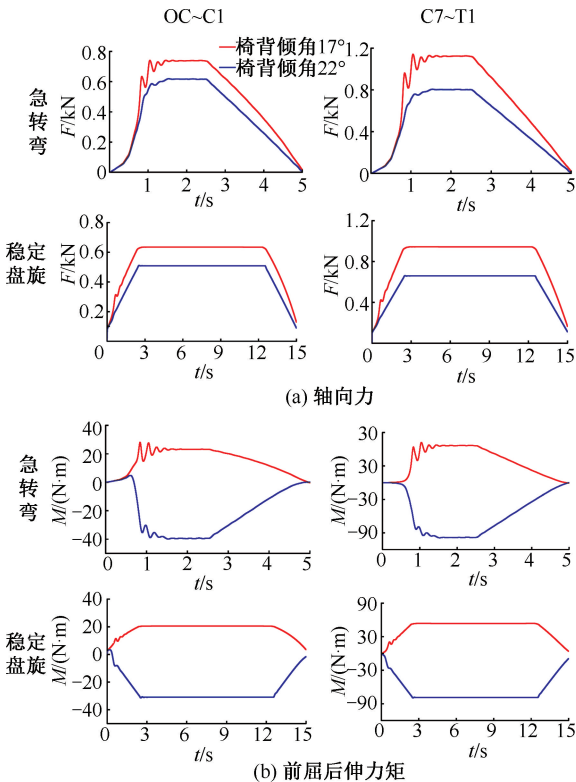 OC~C1
C7~T1
急转弯
F/kN
0.8
0.6
0.4
0.2
0
1 2 3 4 5
t/s
椅背倾角17°
椅背倾角22°
F/kN
1.2
0.8
0.4
0
1 2 3 4 5
t/s
稳定
盘旋
F/kN
0.8
0.6
0.4
0.2
0 3 6 9 12 15
t/s
F/kN
1.2
0.8
0.4
0 3 6 9 12 15
t/s
(a) 轴向力
急转弯
M/(N·m)
40
20
0
−20
−40
0 1 2 3 4 5
t/s
M/(N·m)
30
30
−30
−90
0 1 2 3 4 5
t/s
稳定
盘旋
M/(N·m)
40
20
0
−20
−40
0 3 6 9 12 15
t/s
M/(N·m)
90
30
−30
−90
0 3 6 9 12 15
t/s
(b) 前屈后伸力矩